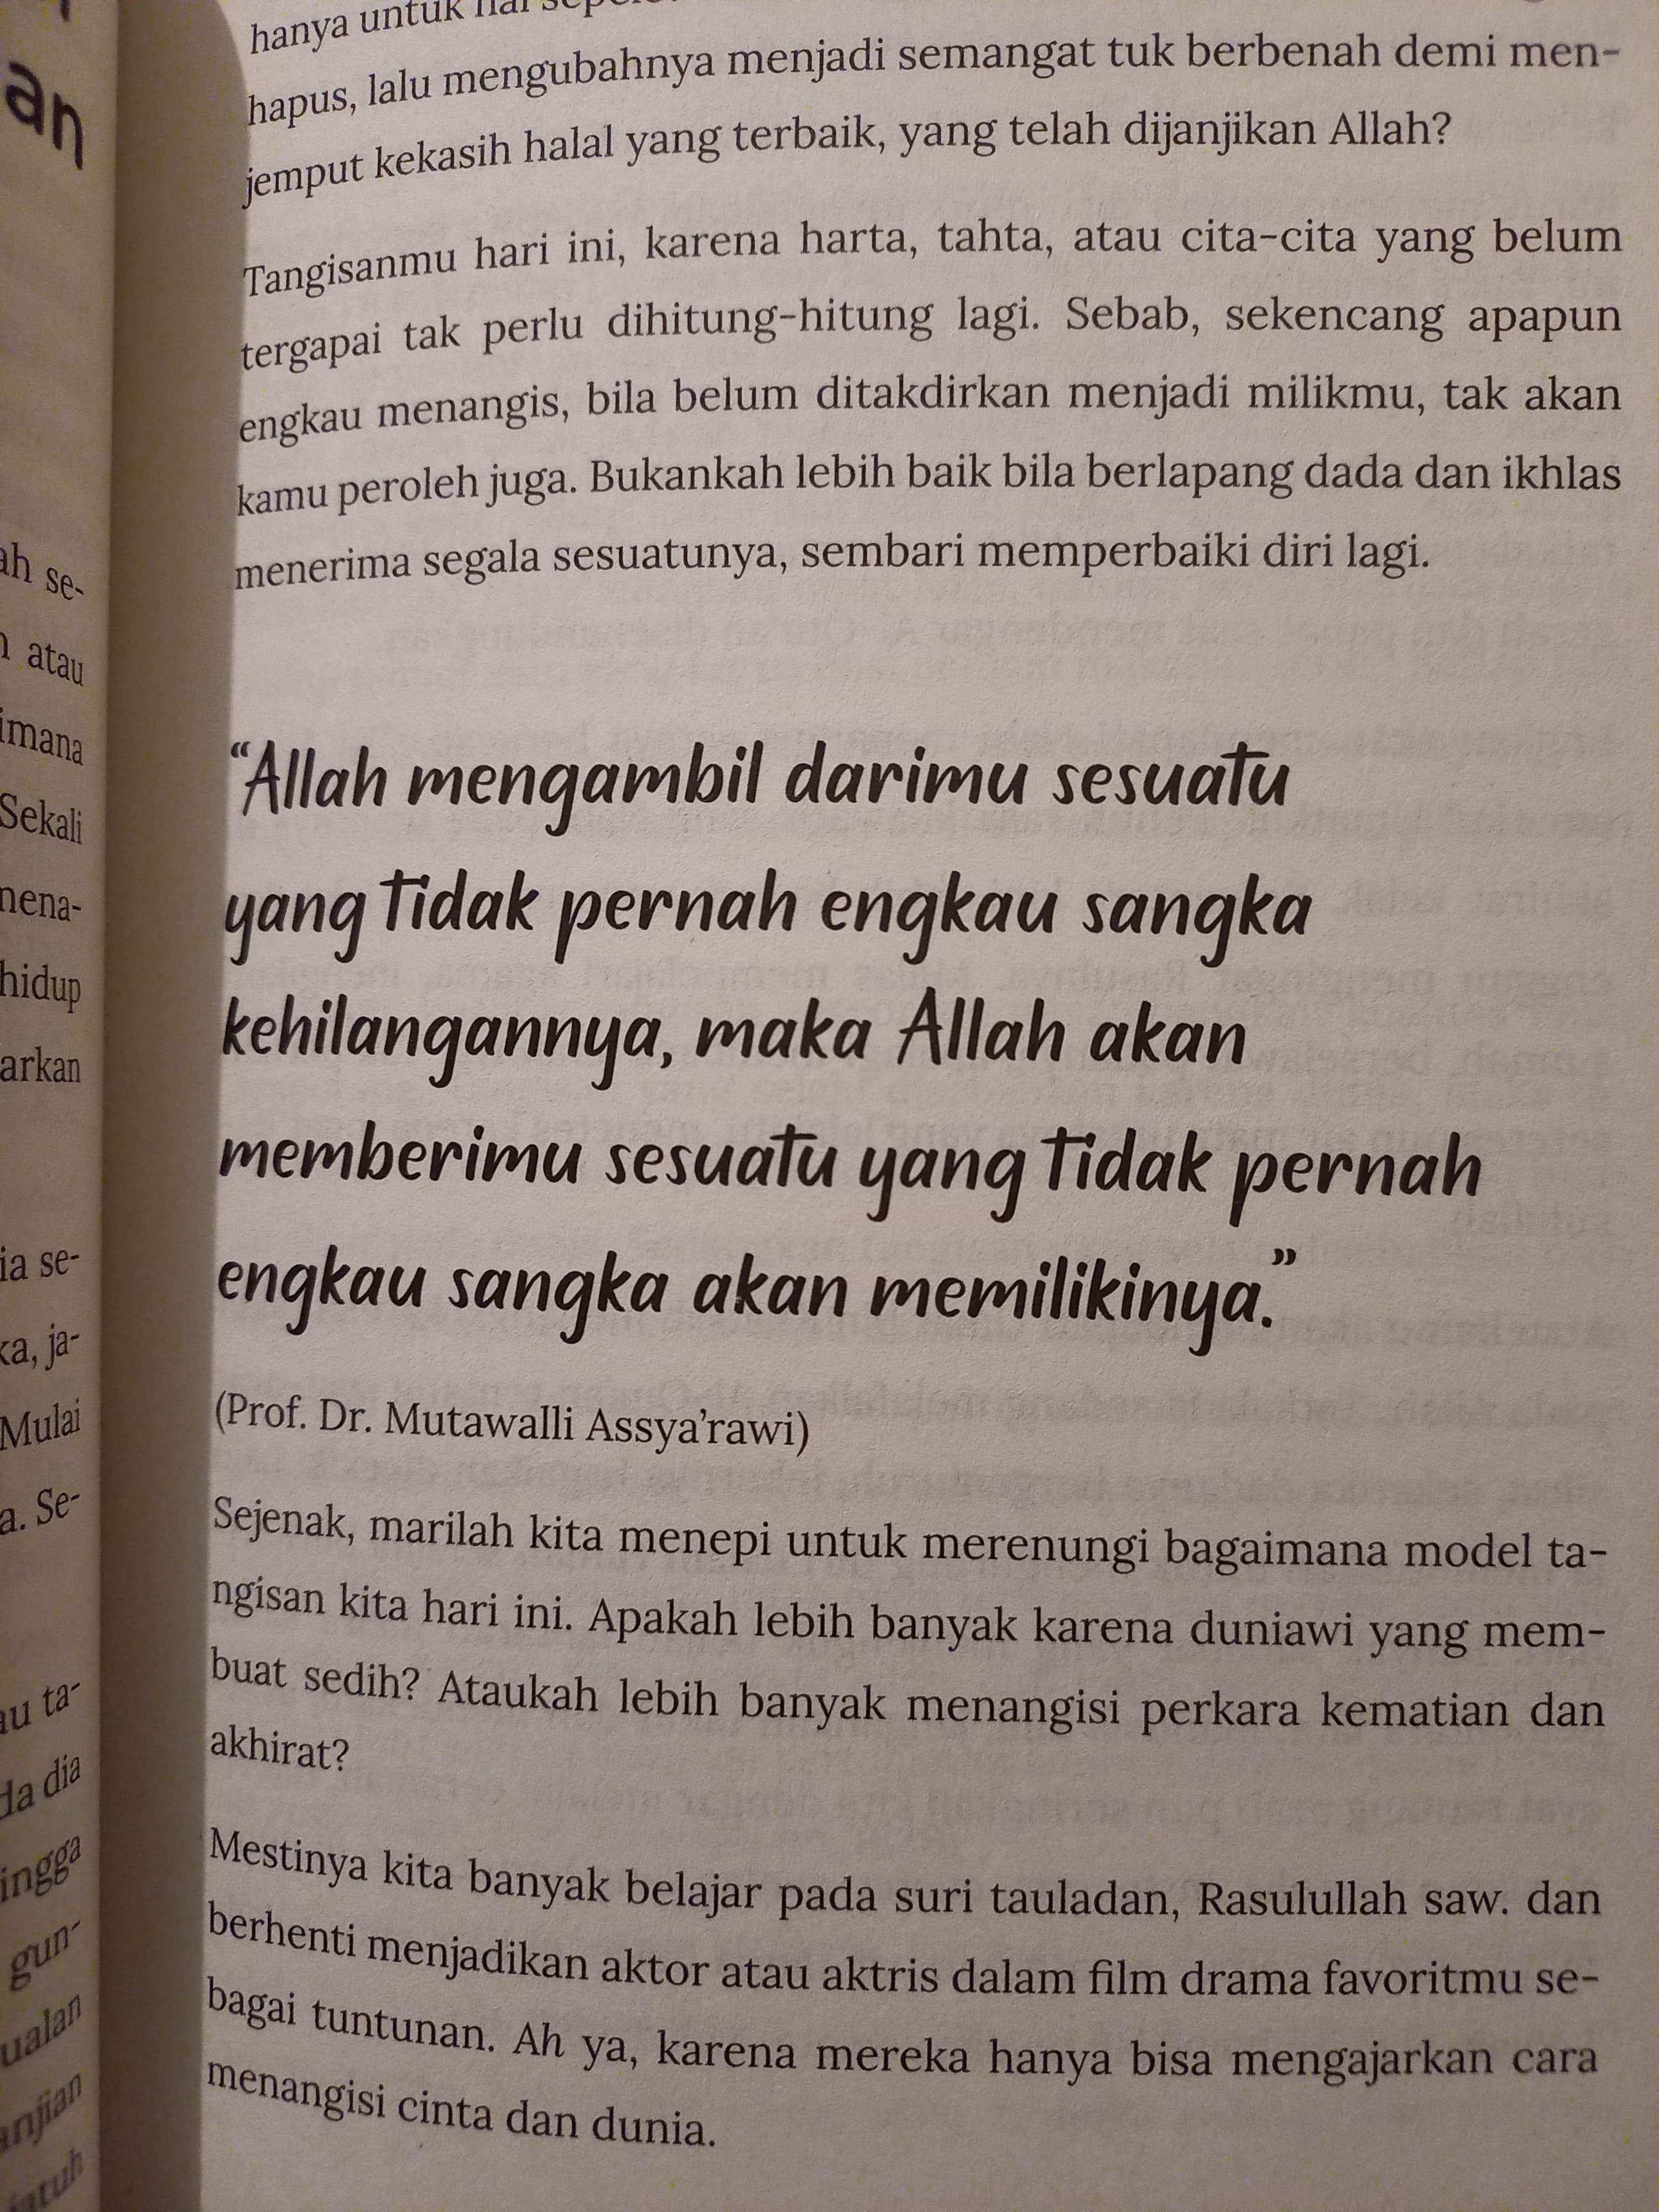 an
ah se-
atau
imana
Sekali
nena-
hidup
arkan
ia se-
ka, ja-
Mulai
a. Se-
au ta-
da dia
ingga
gun-
ualan
anjian
jatuh
hanya untuk hal
hapus, lalu mengubahnya menjadi semangat tuk berbenah demi men-
jemput kekasih halal yang terbaik, yang telah dijanjikan Allah?
Tangisanmu hari ini, karena harta, tahta, atau cita-cita yang belum
tergapai tak perlu dihitung-hitung lagi. Sebab, sekencang apapun
engkau menangis, bila belum ditakdirkan menjadi milikmu, tak akan
kamu peroleh juga. Bukankah lebih baik bila berlapang dada dan ikhlas
menerima segala sesuatunya, sembari memperbaiki diri lagi.
“Allah mengambil darimu sesuatu
yang tidak pernah engkau sangka
kehilangannya, maka Allah akan
memberimu sesuatu yang tidak pernah
engkau sangka akan memilikinya.”
(Prof. Dr. Mutawalli Assya’rawi)
Sejenak, marilah kita menepi untuk merenungi bagaimana model ta-
ngisan kita hari ini. Apakah lebih banyak karena duniawi yang mem-
buat sedih? Ataukah lebih banyak menangisi perkara kematian dan
akhirat?
Mestinya kita banyak belajar pada suri tauladan, Rasulullah saw. dan
berhenti menjadikan aktor atau aktris dalam film drama favoritmu se-
bagai tuntunan. Ah ya, karena mereka hanya bisa mengajarkan cara
menangisi cinta dan dunia.